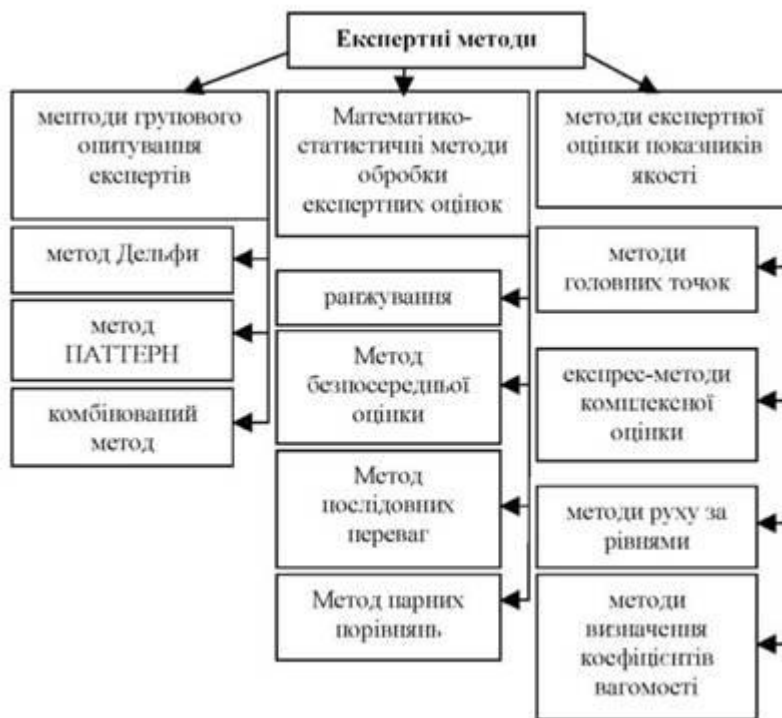 Експертні методи
ментоди групового
опитування
експертів
метод Дельфи
метод
ПАТТЕРН
комбінований
метод
Математико-
статистичні методи
обробки
експертних оцінок
ранжування
Метод
безпосередньої
оцінки
Метод
послідовних
переваг
Метод парних
порівнянь
методи експертної
оцінки показників
якості
методи
головних точок
експрес-методи
комплексної
оцінки
методи руху за
рівнями
методи
визначення
коефіцієнтів
вагомості